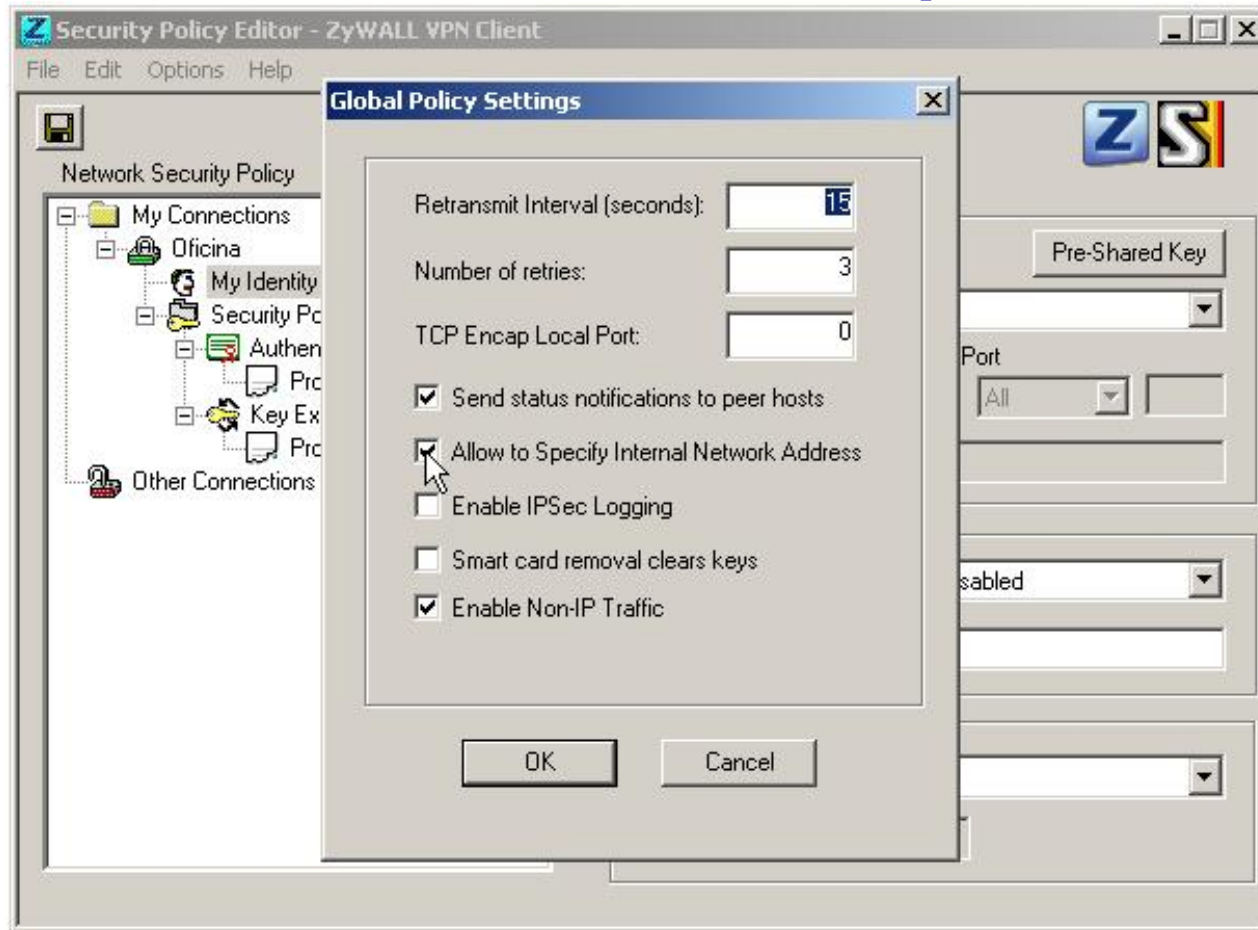 Security Policy Editor - ZyWALL VPN Client
File Edit Options Help
Global Policy Settings
Network Security Policy
My Connections
Oficina
My Identity
Security Po
Authen
Pro
Key Ex
Pro
Other Connections
Retransmit Interval (seconds): 15
Number of retries: 3
TCP Encap Local Port: 0
Send status notifications to peer hosts
Allow to Specify Internal Network Address
Enable IPSec Logging
Smart card removal clears keys
Enable Non-IP Traffic
OK Cancel
Z S
Pre-Shared Key
Port
All
sabled